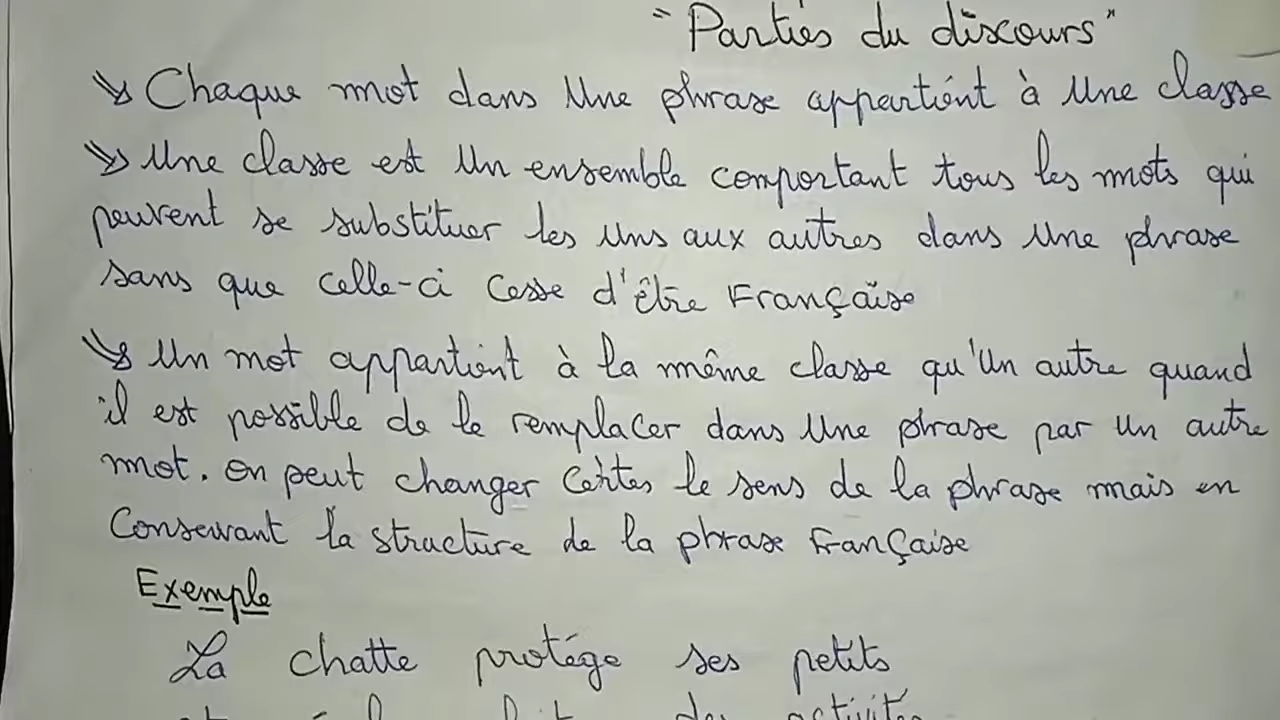 "Parties du discours"
Chaque mot dans une phrase appartient à une classe
une classe est un ensemble comportant tous les mots qui
peuvent se substituer les uns aux autres dans une phrase
sans que celle-ci cesse d'être Française
un mot appartient à la même classe qu'un autre quand
il est possible de le remplacer dans une phrase par un autre
mot. on peut changer certes le sens de la phrase mais en
Conservant la structure de la phrase française
Exemple
La chatte protége ses petits
des activités